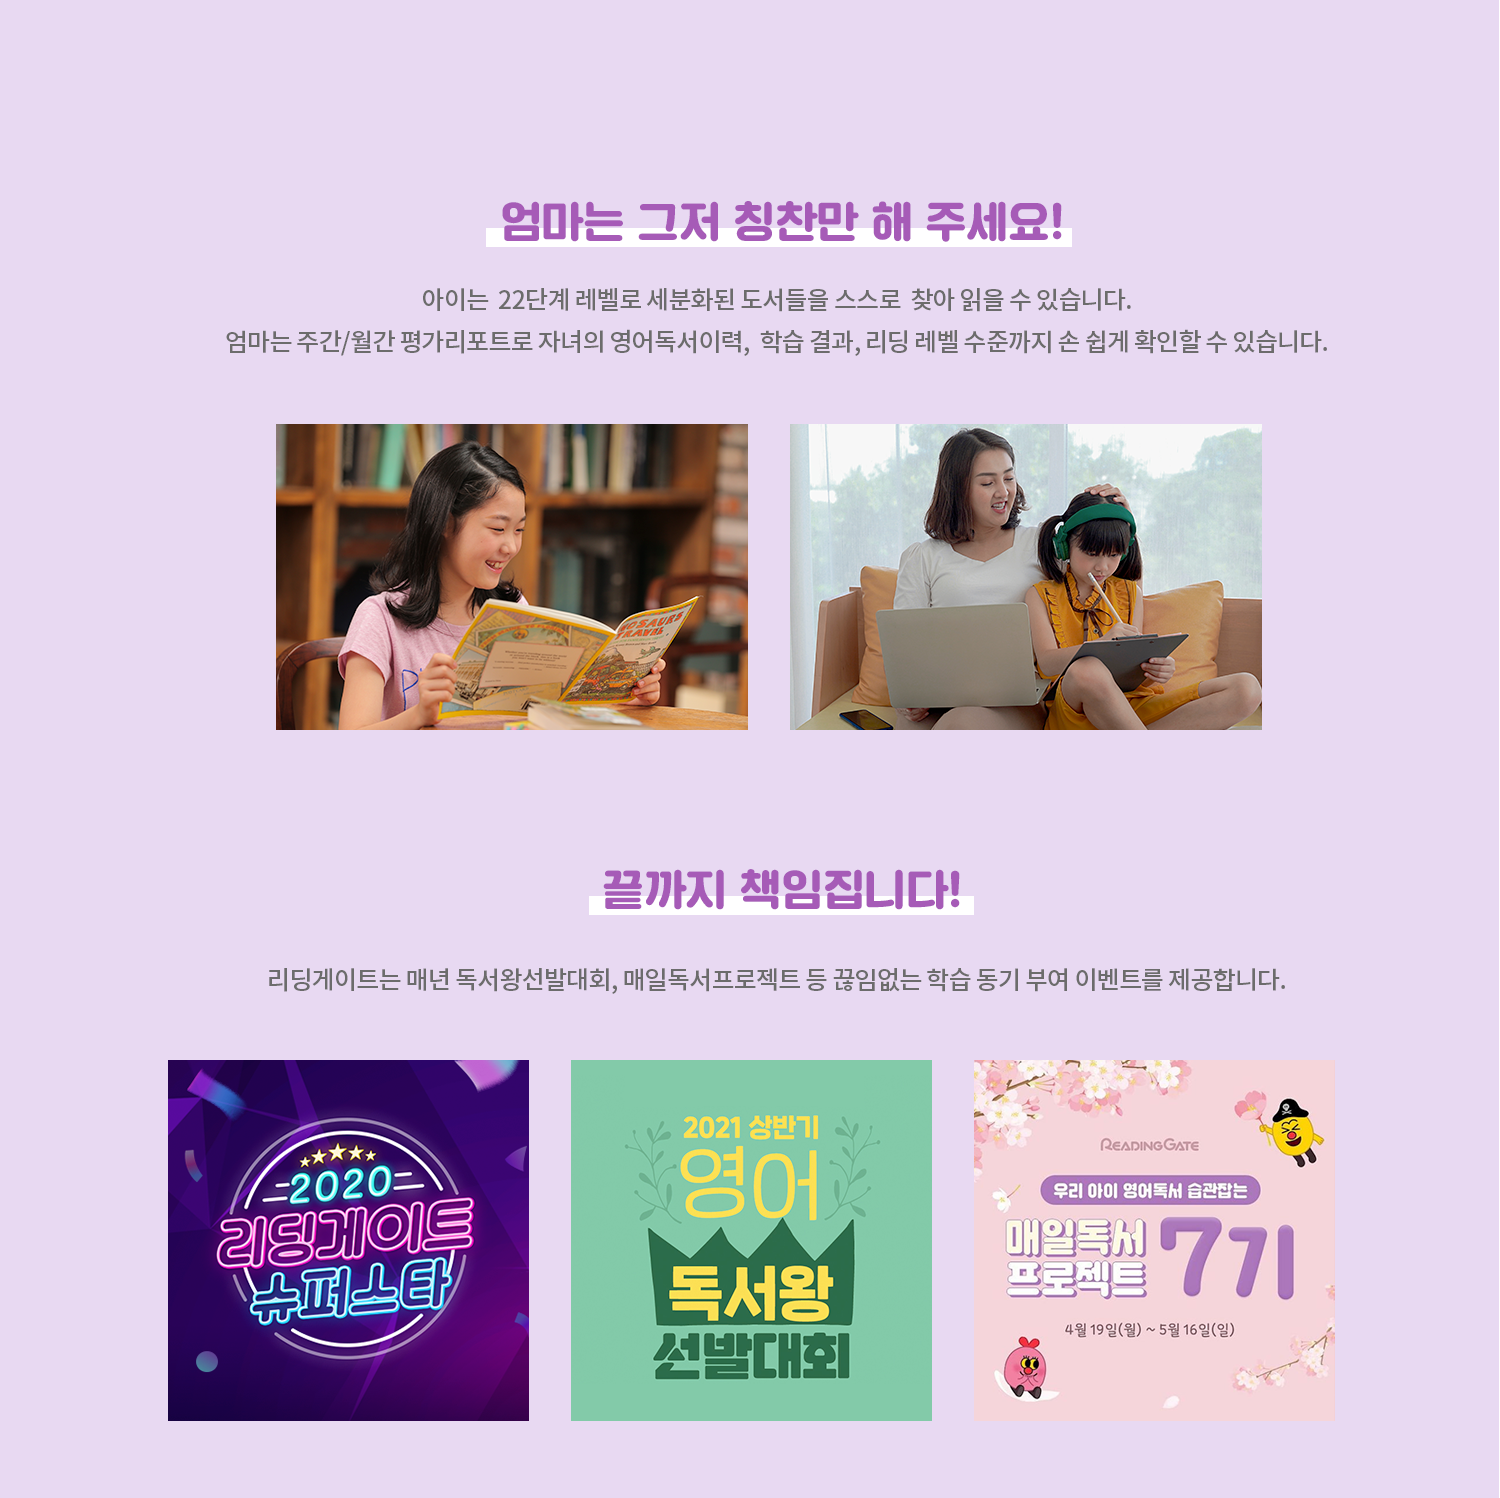 엄마는 그저 칭찬만 해 주세요!
아이는 22단계 레벨로 세분화된 도서들을 스스로 찾아 읽을 수 있습니다.
엄마는 주간/월간 평가리포트로 자녀의 영어독서이력, 학습 결과, 리딩 레벨 수준까지 손 쉽게 확인할 수 있습니다.
TRAVEL
끝까지 책임집니다!
리딩게이트는 매년 독서왕선발대회, 매일독서프로젝트 등 끊임없는 학습 동기 부여 이벤트를 제공합니다.
2020
리딩게이트
슈퍼스타
2021 상반기
영어
독서왕
선발대회
READINGGATE
우리 아이 영어독서 습관잡는
매일독서
프로젝트
7기
4월 19일(월) ~ 5월 16일(일)